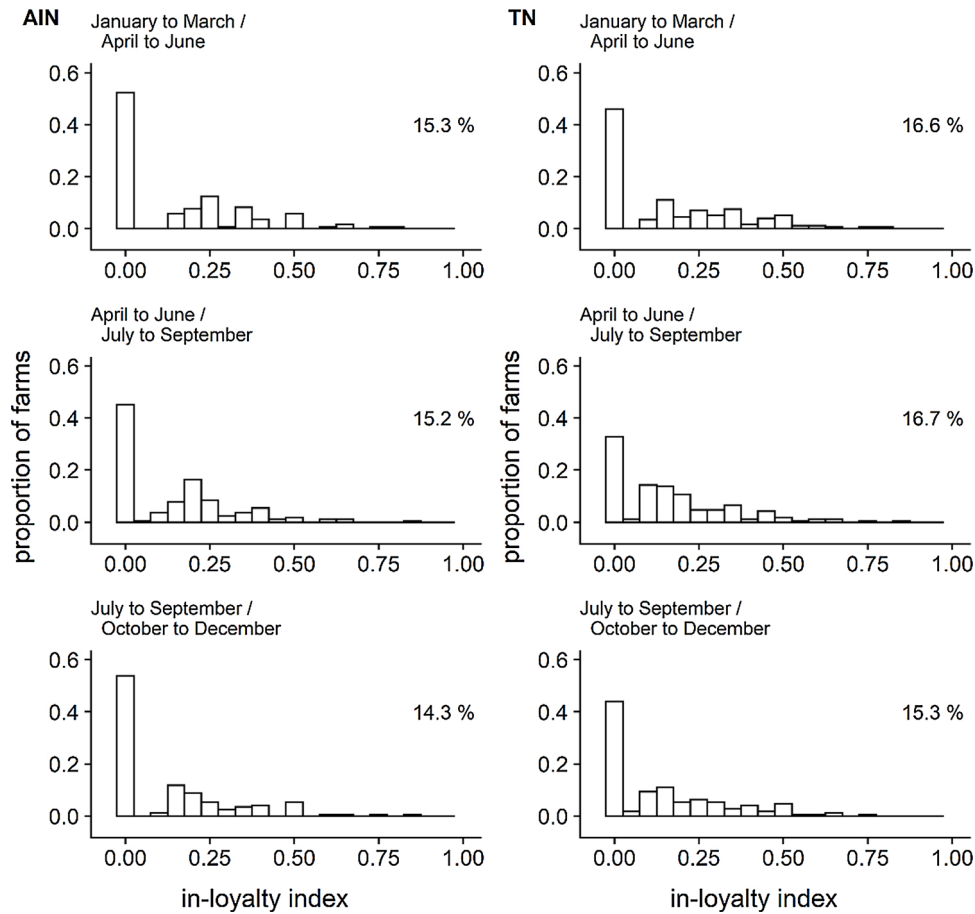 AIN
January to March /
April to June
0.6
0.4
0.2
0.0
15.3 %
0.00 0.25 0.50 0.75 1.00
April to June /
July to September
0.6
0.4
0.2
0.0
15.2 %
0.00 0.25 0.50 0.75 1.00
July to September /
October to December
0.6
0.4
0.2
0.0
14.3 %
0.00 0.25 0.50 0.75 1.00
proportion of farms
in-loyalty index
TN
January to March /
April to June
0.6
0.4
0.2
0.0
16.6 %
0.00 0.25 0.50 0.75 1.00
April to June /
July to September
0.6
0.4
0.2
0.0
16.7 %
0.00 0.25 0.50 0.75 1.00
July to September /
October to December
0.6
0.4
0.2
0.0
15.3 %
0.00 0.25 0.50 0.75 1.00
proportion of farms
in-loyalty index